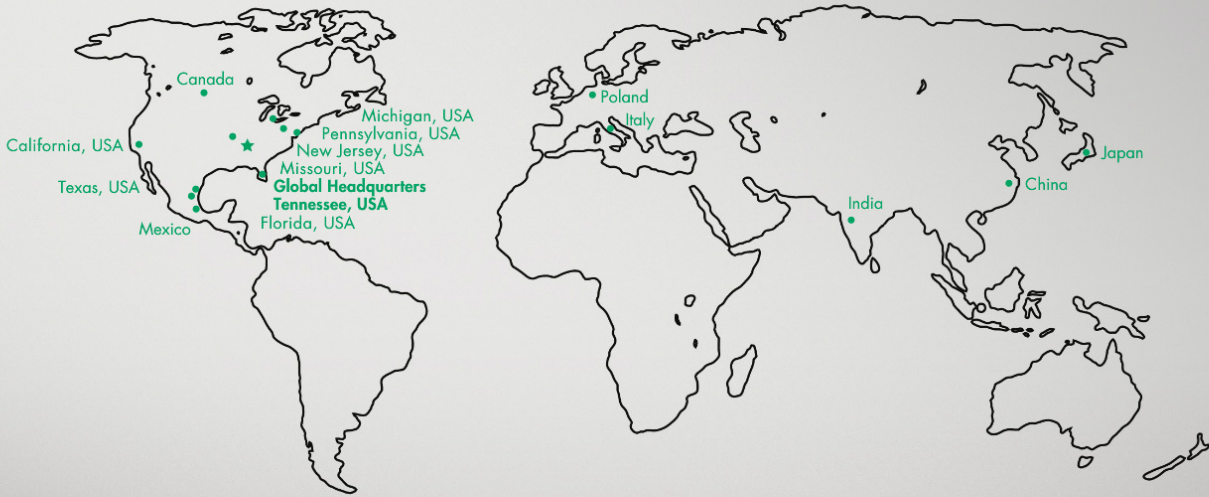 Canada
Michigan, USA
Pennsylvania, USA
California, USA
New Jersey, USA
Missouri, USA
Texas, USA
Global Headquarters
Tennessee, USA
Florida, USA
Mexico
Poland
Italy
Japan
China
India